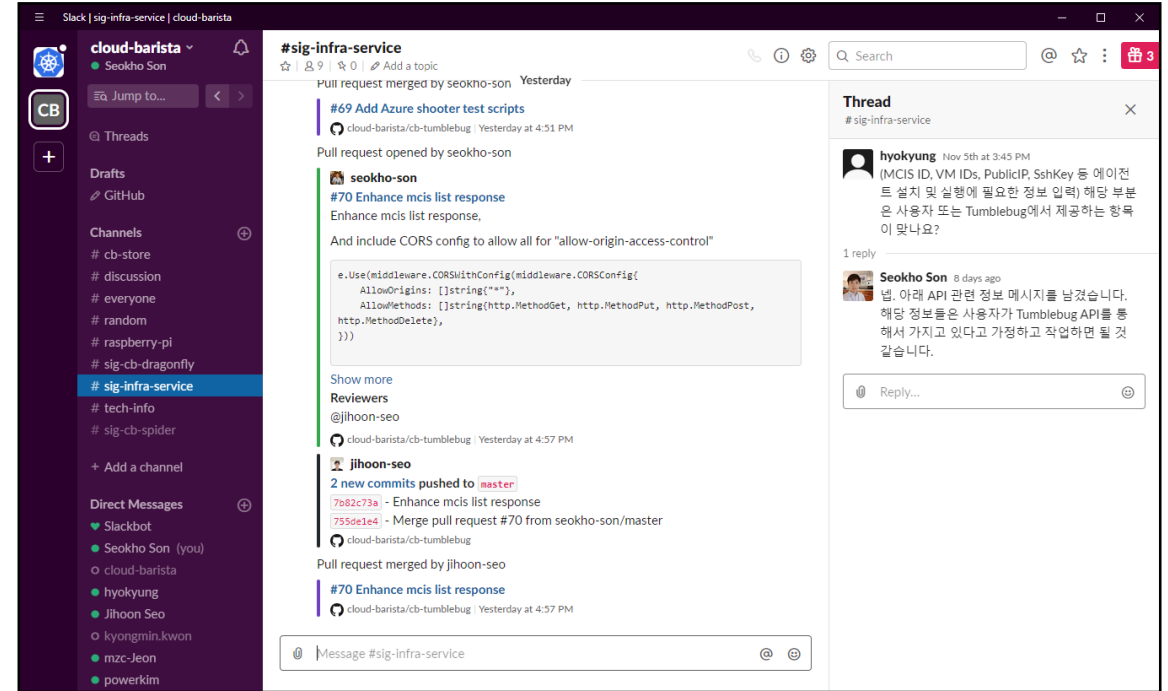 Slack | sig-infra-service | cloud-barista
CB
cloud-barista
Seokho Son
Jump to...
Threads
Drafts
GitHub
Channels
# cb-store
# discussion
# everyone
# random
# raspberry-pi
# sig-cb-dragonfly
# sig-infra-service
# tech-info
# sig-cb-spider
+ Add a channel
Direct Messages
Slackbot
Seokho Son (you)
cloud-barista
hyokyung
Jihoon Seo
kyongmin.kwon
mzc-Jeon
powerkim
#sig-infra-service
9 | 0 | Add a topic
Search
3
Pull request merged by seokho-son
Yesterday
#69 Add Azure shooter test scripts
cloud-barista/cb-tumblebug | Yesterday at 4:51 PM
Pull request opened by seokho-son
seokho-son
#70 Enhance mcis list response
Enhance mcis list response,
And include CORS config to allow all for "allow-origin-access-control"
e.Use(middleware.CORSWithConfig(middleware.CORSConfig{
AllowOrigins: []string{"*"},
AllowMethods: []string{http.MethodGet, http.MethodPut, http.MethodPost,
http.MethodDelete},
}))
Show more
Reviewers
@jihoon-seo
cloud-barista/cb-tumblebug | Yesterday at 4:57 PM
jihoon-seo
2 new commits pushed to master
7b82c73a - Enhance mcis list response
755de1e4 - Merge pull request #70 from seokho-son/master
cloud-barista/cb-tumblebug
Pull request merged by jihoon-seo
#70 Enhance mcis list response
cloud-barista/cb-tumblebug | Yesterday at 4:57 PM
Message #sig-infra-service
Thread
# sig-infra-service
hyokyung Nov 5th at 3:45 PM
(MCIS ID, VM IDs, PublicIP, SshKey 등 에이전
트 설치 및 실행에 필요한 정보 입력) 해당 부분
은 사용자 또는 Tumblebug에서 제공하는 항목
이 맞나요?
1 reply
Seokho Son 8 days ago
넵. 아래 API 관련 정보 메시지를 남겼습니다.
해당 정보들은 사용자가 Tumblebug API를 통
해서 가지고 있다고 가정하고 작업하면 될 것
같습니다.
Reply...